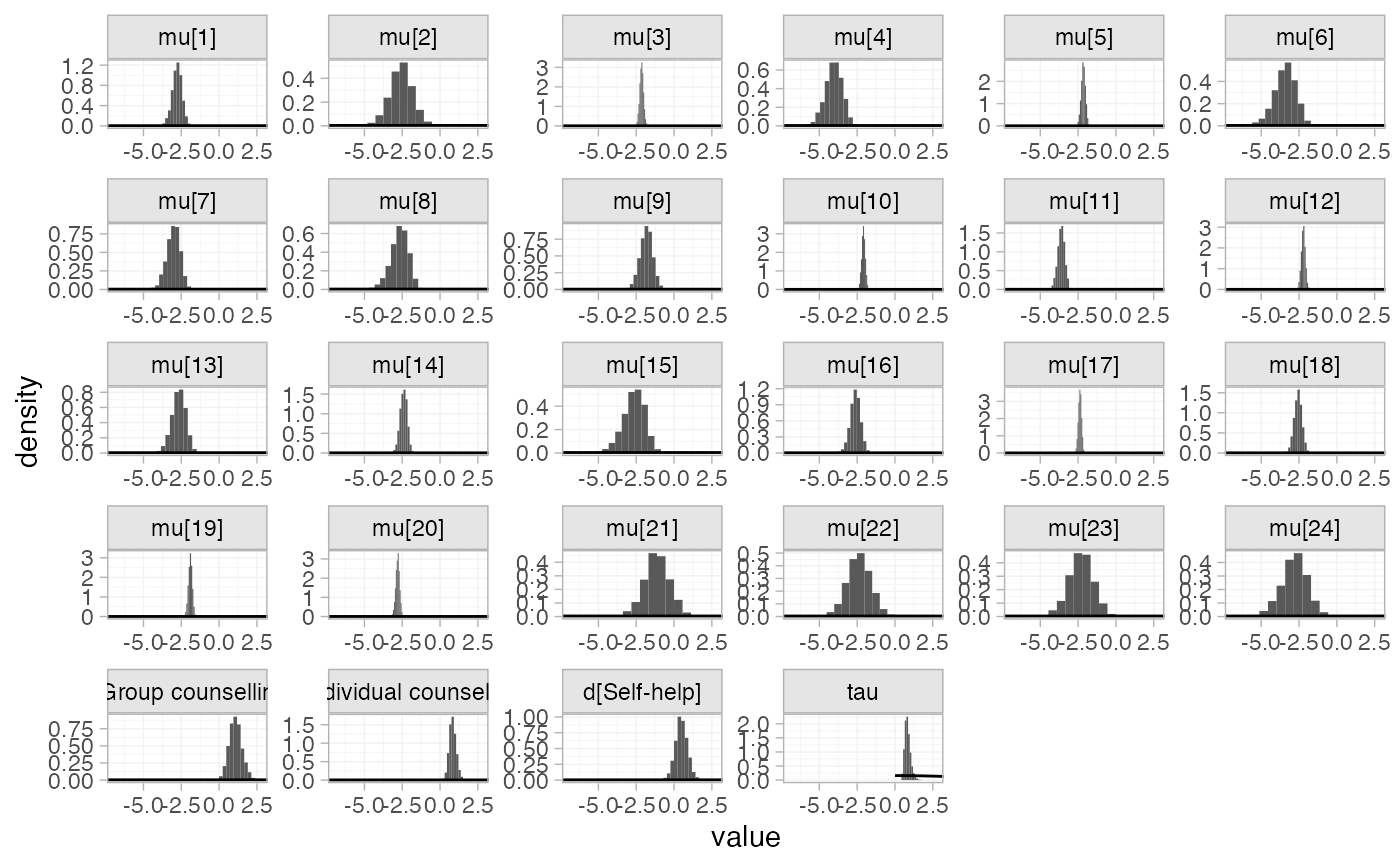 mu[1] mu[2] mu[3] mu[4] mu[5] mu[6]
1.2 0.8 0.4 0.0 0.4 0.2 0.0 3 2 1 0 0.6 0.4 0.2 0.0 2 1 0 0.4 0.2 0.0
-5.0 -2.5 0.0 2.5 -5.0 -2.5 0.0 2.5 -5.0 -2.5 0.0 2.5 -5.0 -2.5 0.0 2.5 -5.0 -2.5 0.0 2.5 -5.0 -2.5 0.0 2.5
mu[7] mu[8] mu[9] mu[10] mu[11] mu[12]
0.75 0.50 0.25 0.00 0.6 0.4 0.2 0.0 0.75 0.50 0.25 0.00 3 2 1 0 1.5 1.0 0.5 0.0 3 2 1 0
-5.0 -2.5 0.0 2.5 -5.0 -2.5 0.0 2.5 -5.0 -2.5 0.0 2.5 -5.0 -2.5 0.0 2.5 -5.0 -2.5 0.0 2.5 -5.0 -2.5 0.0 2.5
mu[13] mu[14] mu[15] mu[16] mu[17] mu[18]
0.8 0.6 0.4 0.2 0.0 1.5 1.0 0.5 0.0 0.4 0.2 0.0 1.2 0.9 0.6 0.3 0.0 3 2 1 0 1.5 1.0 0.5 0.0
-5.0 -2.5 0.0 2.5 -5.0 -2.5 0.0 2.5 -5.0 -2.5 0.0 2.5 -5.0 -2.5 0.0 2.5 -5.0 -2.5 0.0 2.5 -5.0 -2.5 0.0 2.5
density
mu[19] mu[20] mu[21] mu[22] mu[23] mu[24]
3 2 1 0 3 2 1 0 0.4 0.3 0.2 0.1 0.0 0.5 0.4 0.3 0.2 0.1 0.0 0.4 0.3 0.2 0.1 0.0 0.4 0.3 0.2 0.1 0.0
-5.0 -2.5 0.0 2.5 -5.0 -2.5 0.0 2.5 -5.0 -2.5 0.0 2.5 -5.0 -2.5 0.0 2.5 -5.0 -2.5 0.0 2.5 -5.0 -2.5 0.0 2.5
Group counsellin dividual counsel d[Self-help] tau
0.75 0.50 0.25 0.00 1.5 1.0 0.5 0.0 1.00 0.75 0.50 0.25 0.00 2.0 1.5 1.0 0.5 0.0
-5.0 -2.5 0.0 2.5 -5.0 -2.5 0.0 2.5 -5.0 -2.5 0.0 2.5 -5.0 -2.5 0.0 2.5
value